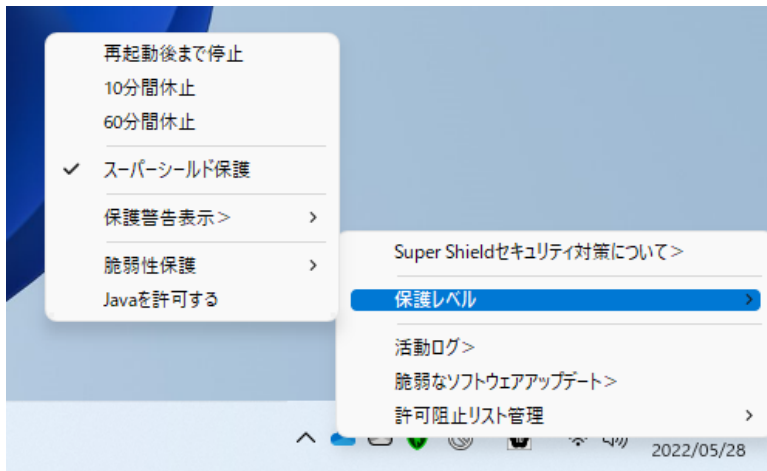 再起動後まで停止
10分間休止
60分間休止
スーパーシールド保護
保護警告表示>
脆弱性保護
Javaを許可する
Super Shieldセキュリティ対策について>
保護レベル
活動ログ>
脆弱なソフトウェアアップデート>
許可阻止リスト管理
2022/05/28